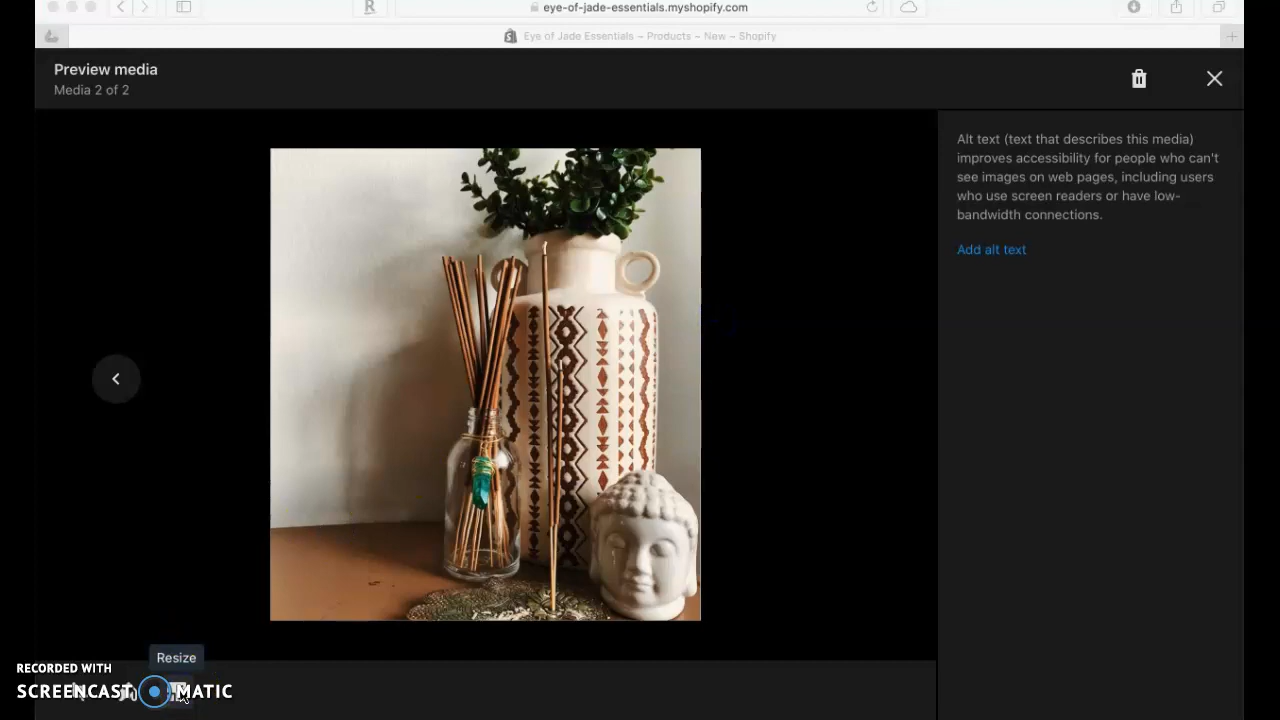 eye-of-jade-essentials.myshopify.com
Eye of Jade Essentials ~ Products ~ New ~ Shopify
Preview media
Media 2 of 2
Alt text (text that describes this media)
improves accessibility for people who can't
see images on web pages, including users
who use screen readers or have low-
bandwidth connections.
Add alt text
Resize
RECORDED WITH
SCREENCAST MATIC